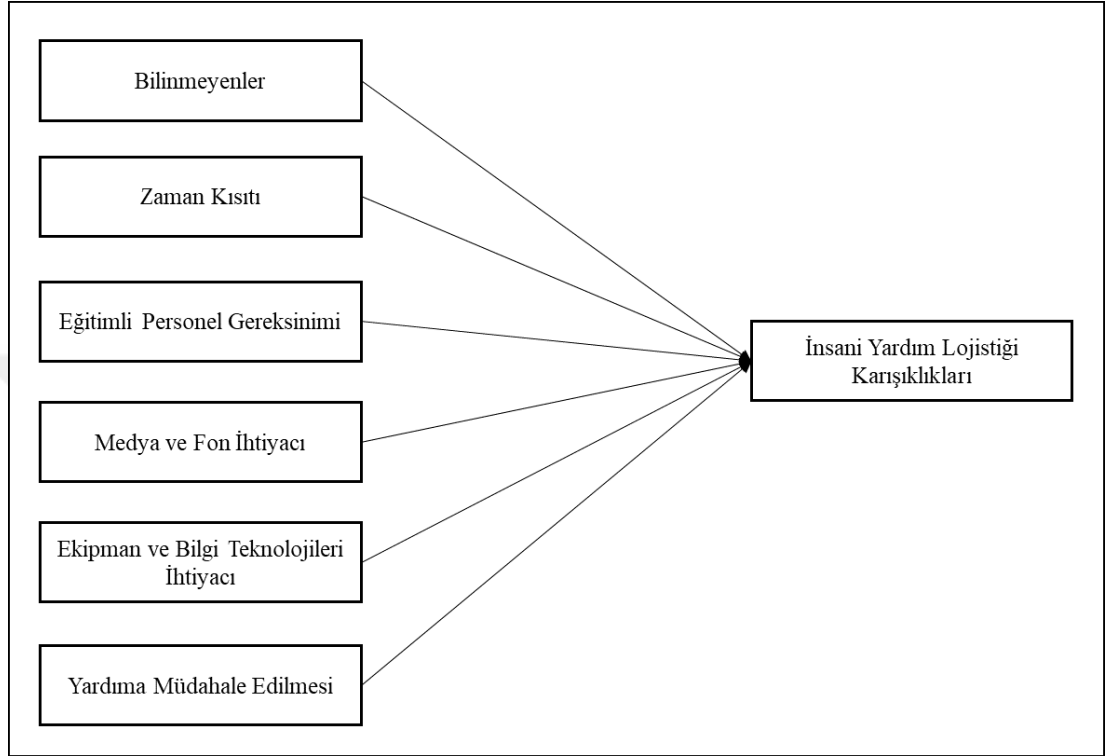 Bilinmeyenler
Zaman Kısıtı
Eğitimli Personel Gereksinimi
Medya ve Fon İhtiyacı
Ekipman ve Bilgi Teknolojileri
İhtiyacı
Yardıma Müdahale Edilmesi
İnsani Yardım Lojistiği
Karışıklıkları